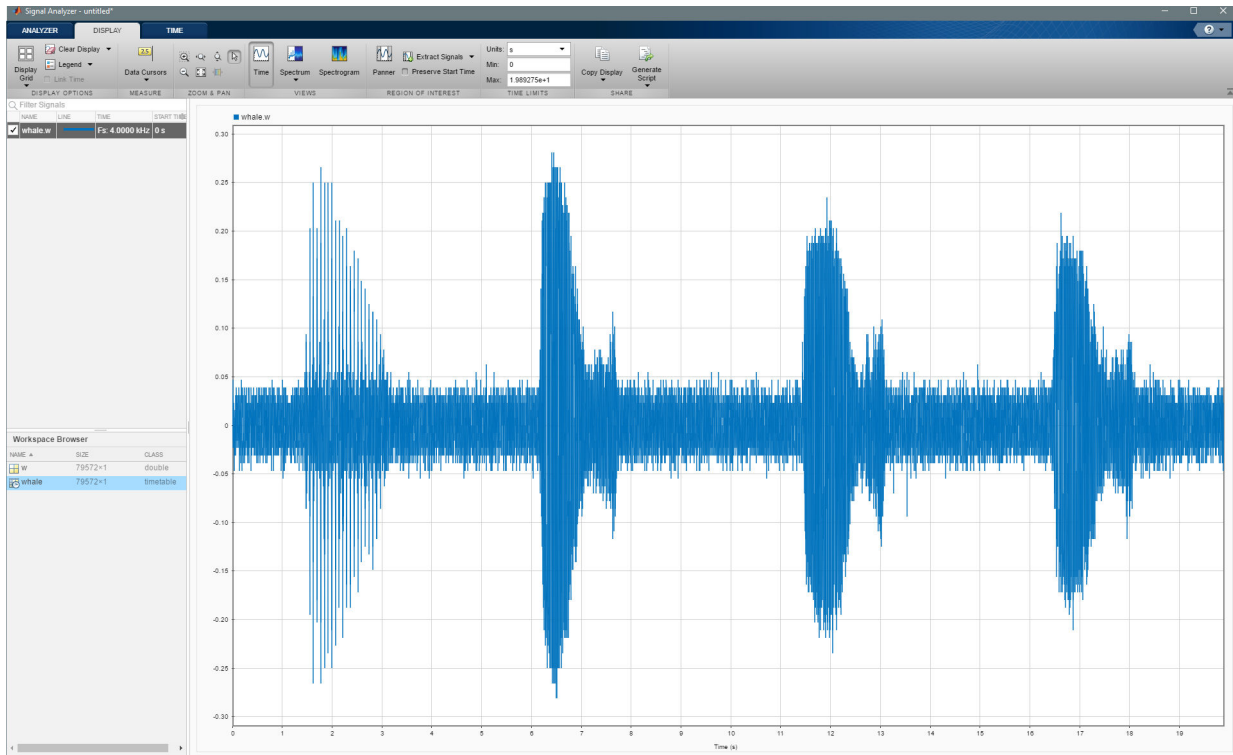 Signal Analyzer - untitled*
ANALYZER DISPLAY TIME
Display Grid
Clear Display
Legend
Link Time
DISPLAY OPTIONS
2.5
Data Cursors
MEASURE
ZOOM & PAN
Time Spectrum Spectrogram
VIEWS
Panner
Extract Signals
Preserve Start Time
REGION OF INTEREST
Units: s
Min: 0
Max: 1.989275e+1
TIME LIMITS
Copy Display
Generate Script
SHARE
Filter Signals
NAME LINE TIME START TIME
whale.w Fs: 4.0000 kHz 0 s
Workspace Browser
NAME SIZE CLASS
w 79572×1 double
whale 79572×1 timetable
whale.w
0.30
0.25
0.20
0.15
0.10
0.05
0
-0.05
-0.10
-0.15
-0.20
-0.25
-0.30
0 1 2 3 4 5 6 7 8 9 10 11 12 13 14 15 16 17 18 19
Time (s)